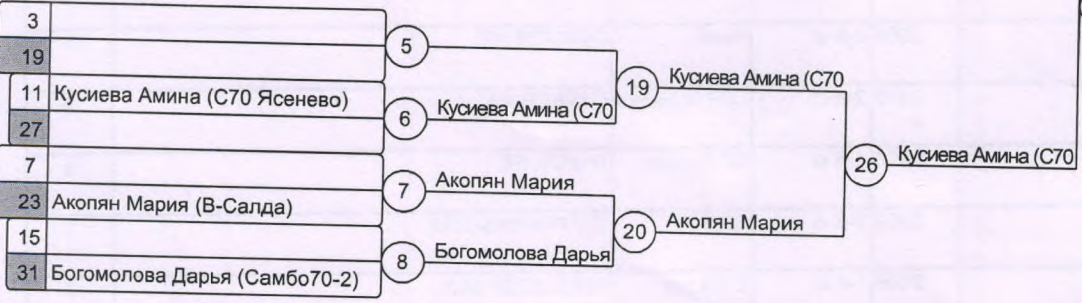 3
19
5
11 Кусиева Амина (С70 Ясенево)
27
6 Кусиева Амина (С70
19 Кусиева Амина (С70
7
23 Акопян Мария (В-Салда)
7 Акопян Мария
15
31 Богомолова Дарья (Самбо70-2)
8 Богомолова Дарья
20 Акопян Мария
26 Кусиева Амина (С70